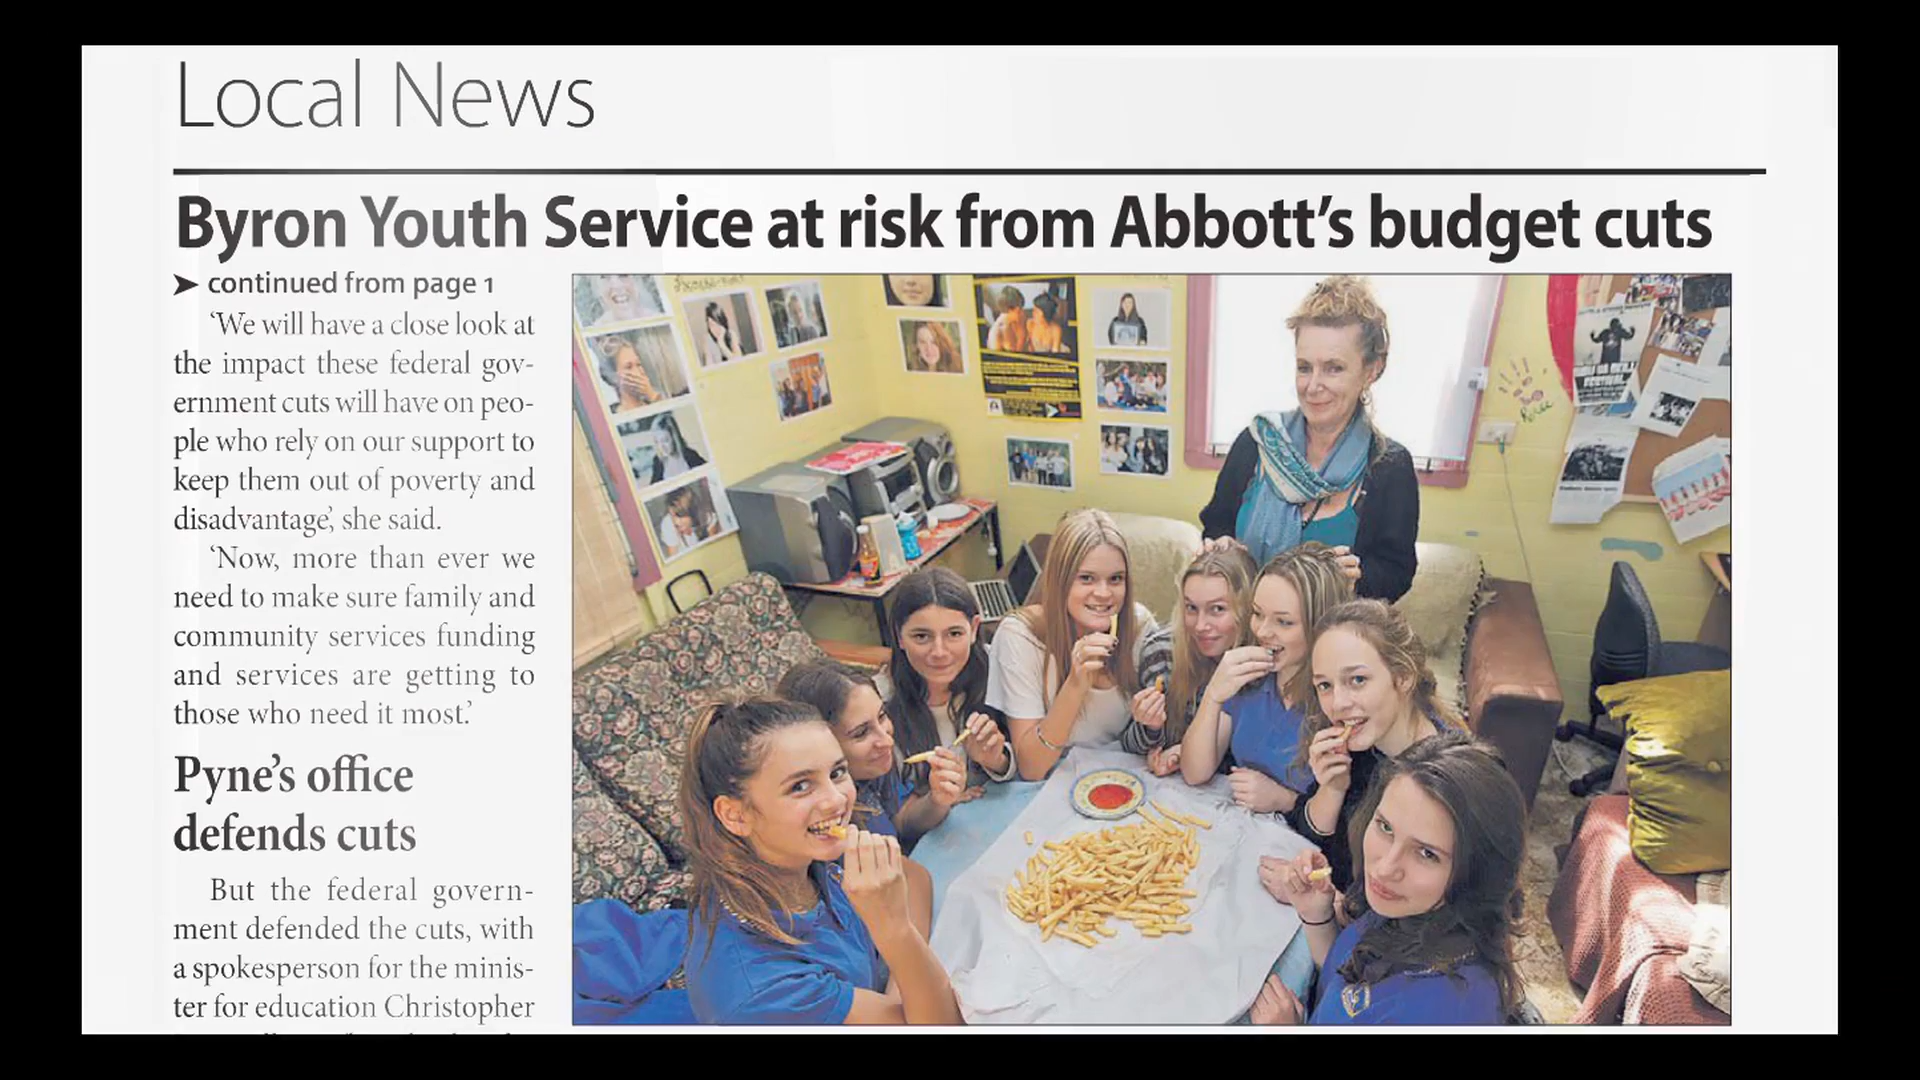 Local News
Byron Youth Service at risk from Abbott's budget cuts
➤ continued from page 1
'We will have a close look at
the impact these federal gov-
ernment cuts will have on peo-
ple who rely on our support to
keep them out of poverty and
disadvantage', she said.
'Now, more than ever we
need to make sure family and
community services funding
and services are getting to
those who need it most.'
Pyne's office
defends cuts
But the federal govern-
ment defended the cuts, with
a spokesperson for the minis-
ter for education Christopher